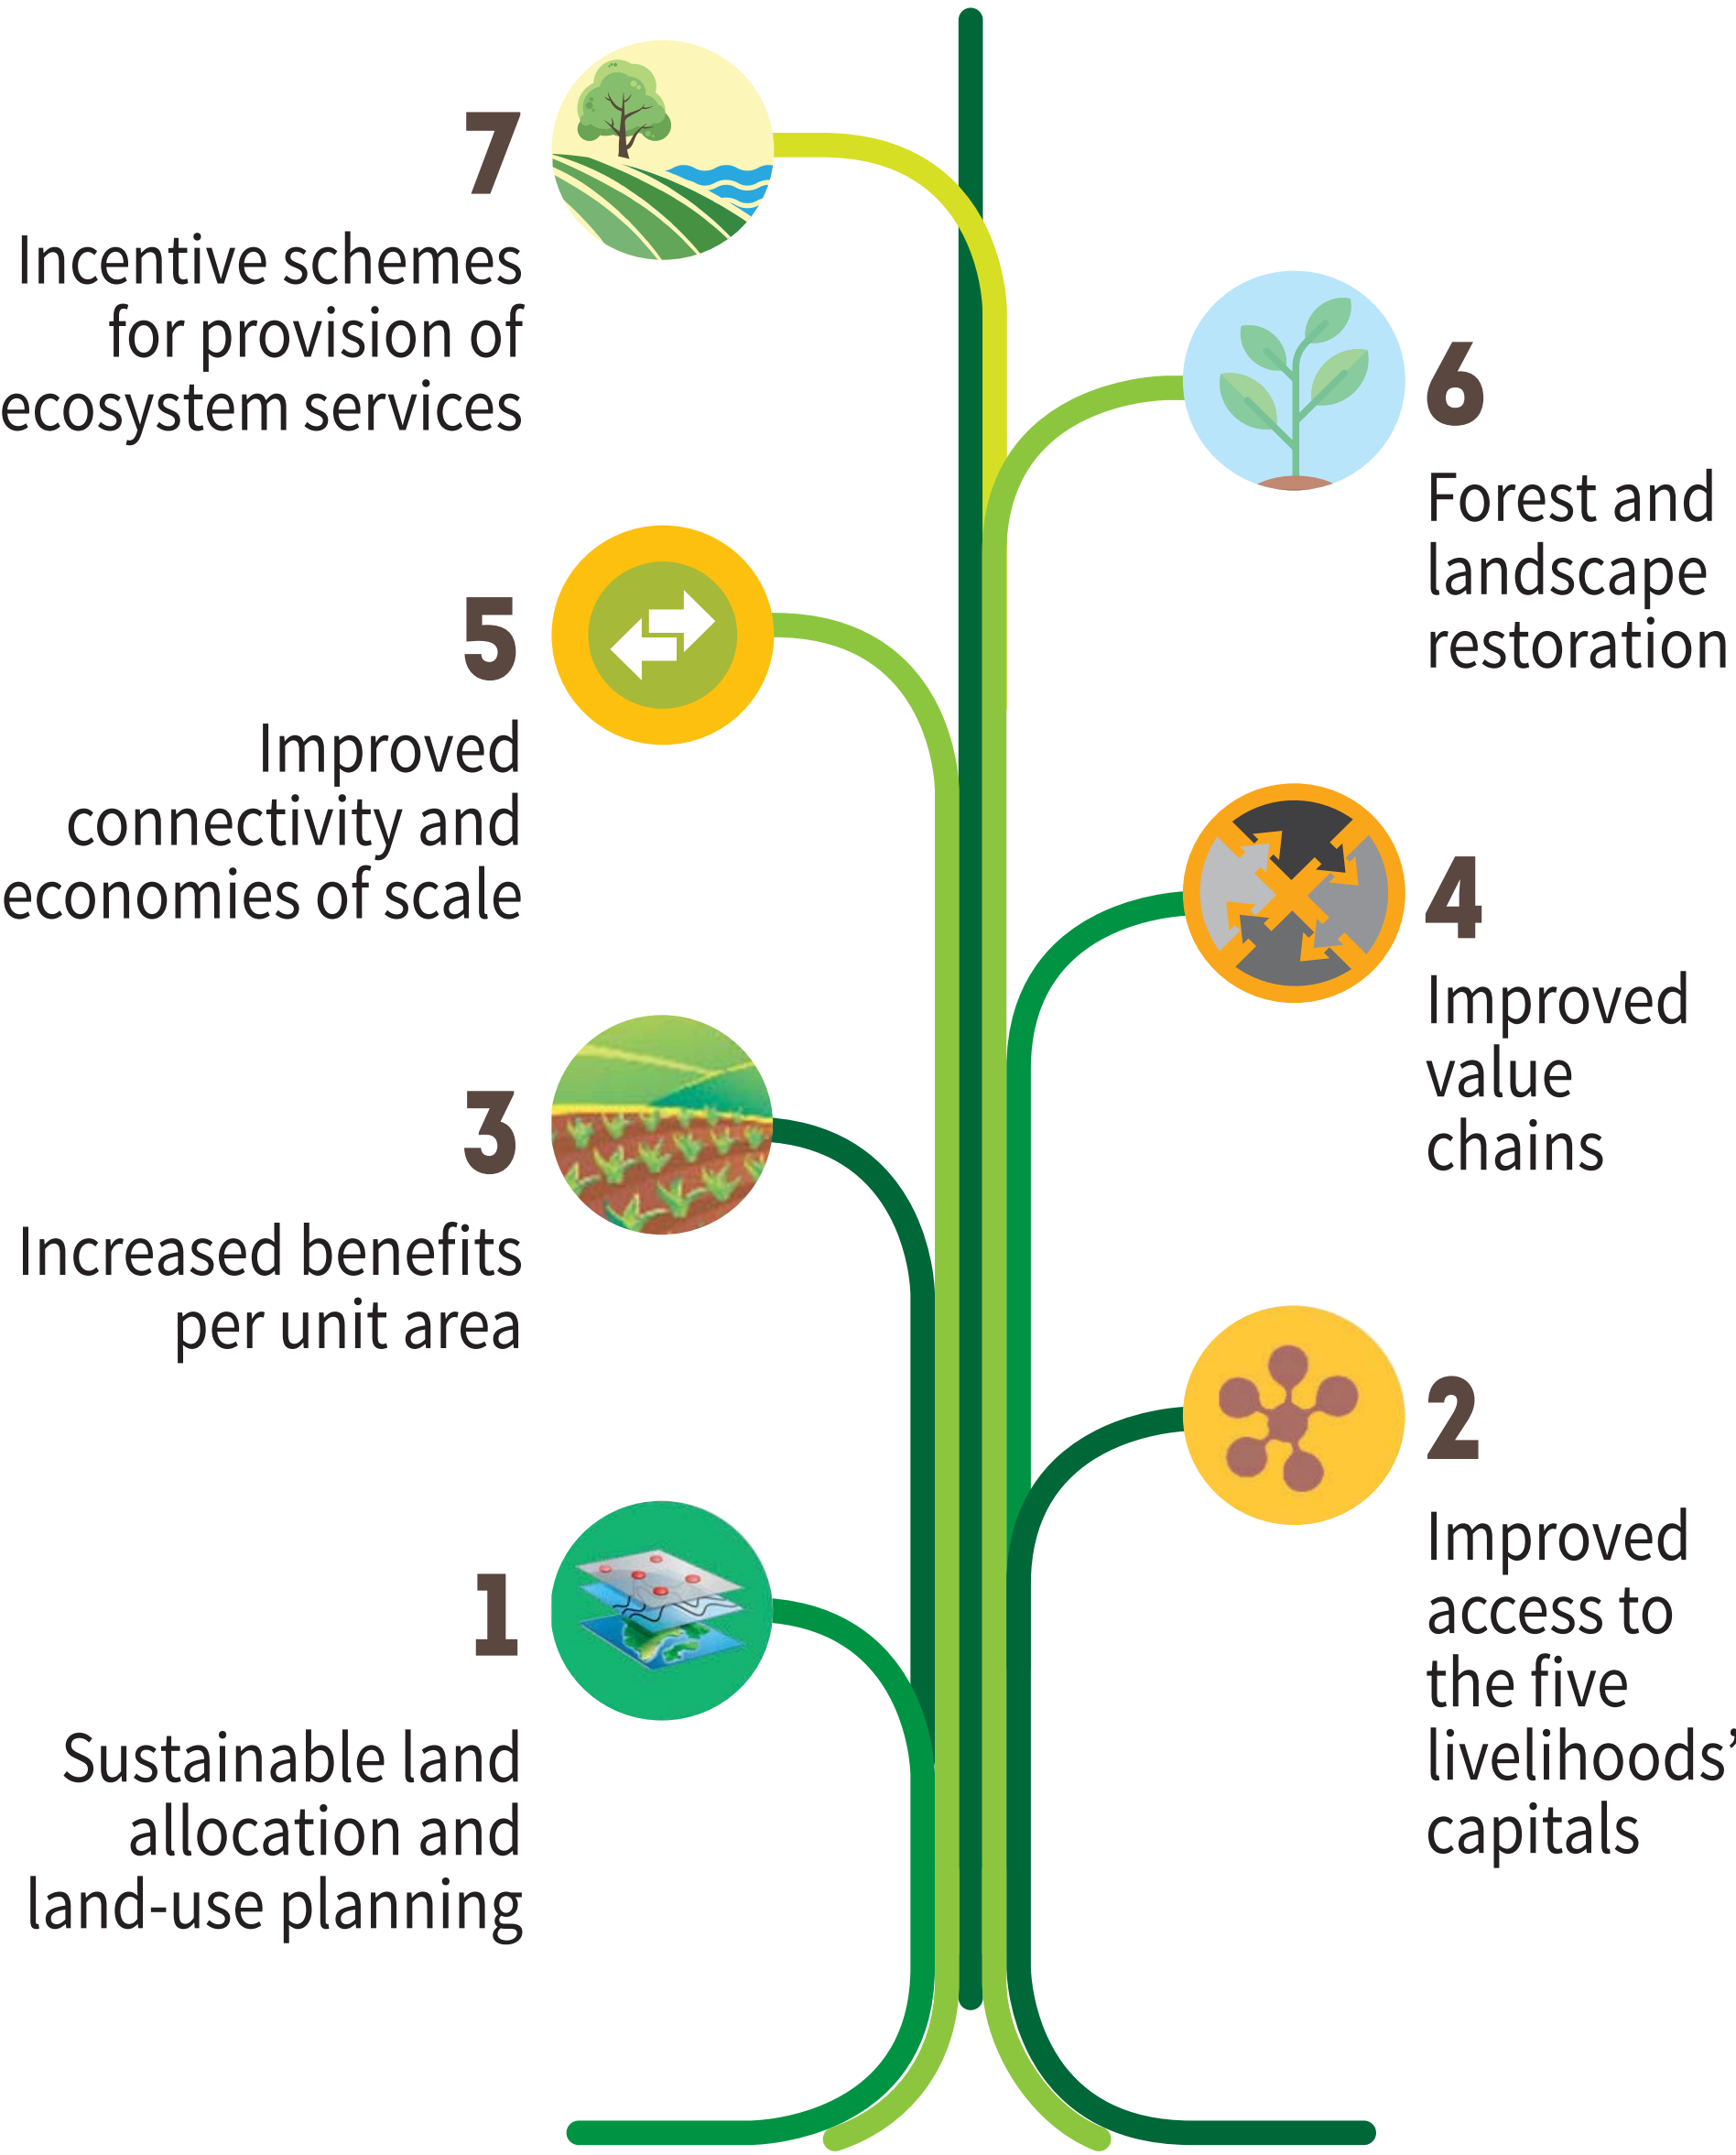 7
Incentive schemes
for provision of
ecosystem services
6
Forest and
landscape
restoration
5
Improved
connectivity and
economies of scale
4
Improved
value
chains
3
Increased benefits
per unit area
2
Improved
access to
the five
livelihoods’
capitals
1
Sustainable land
allocation and
land-use planning